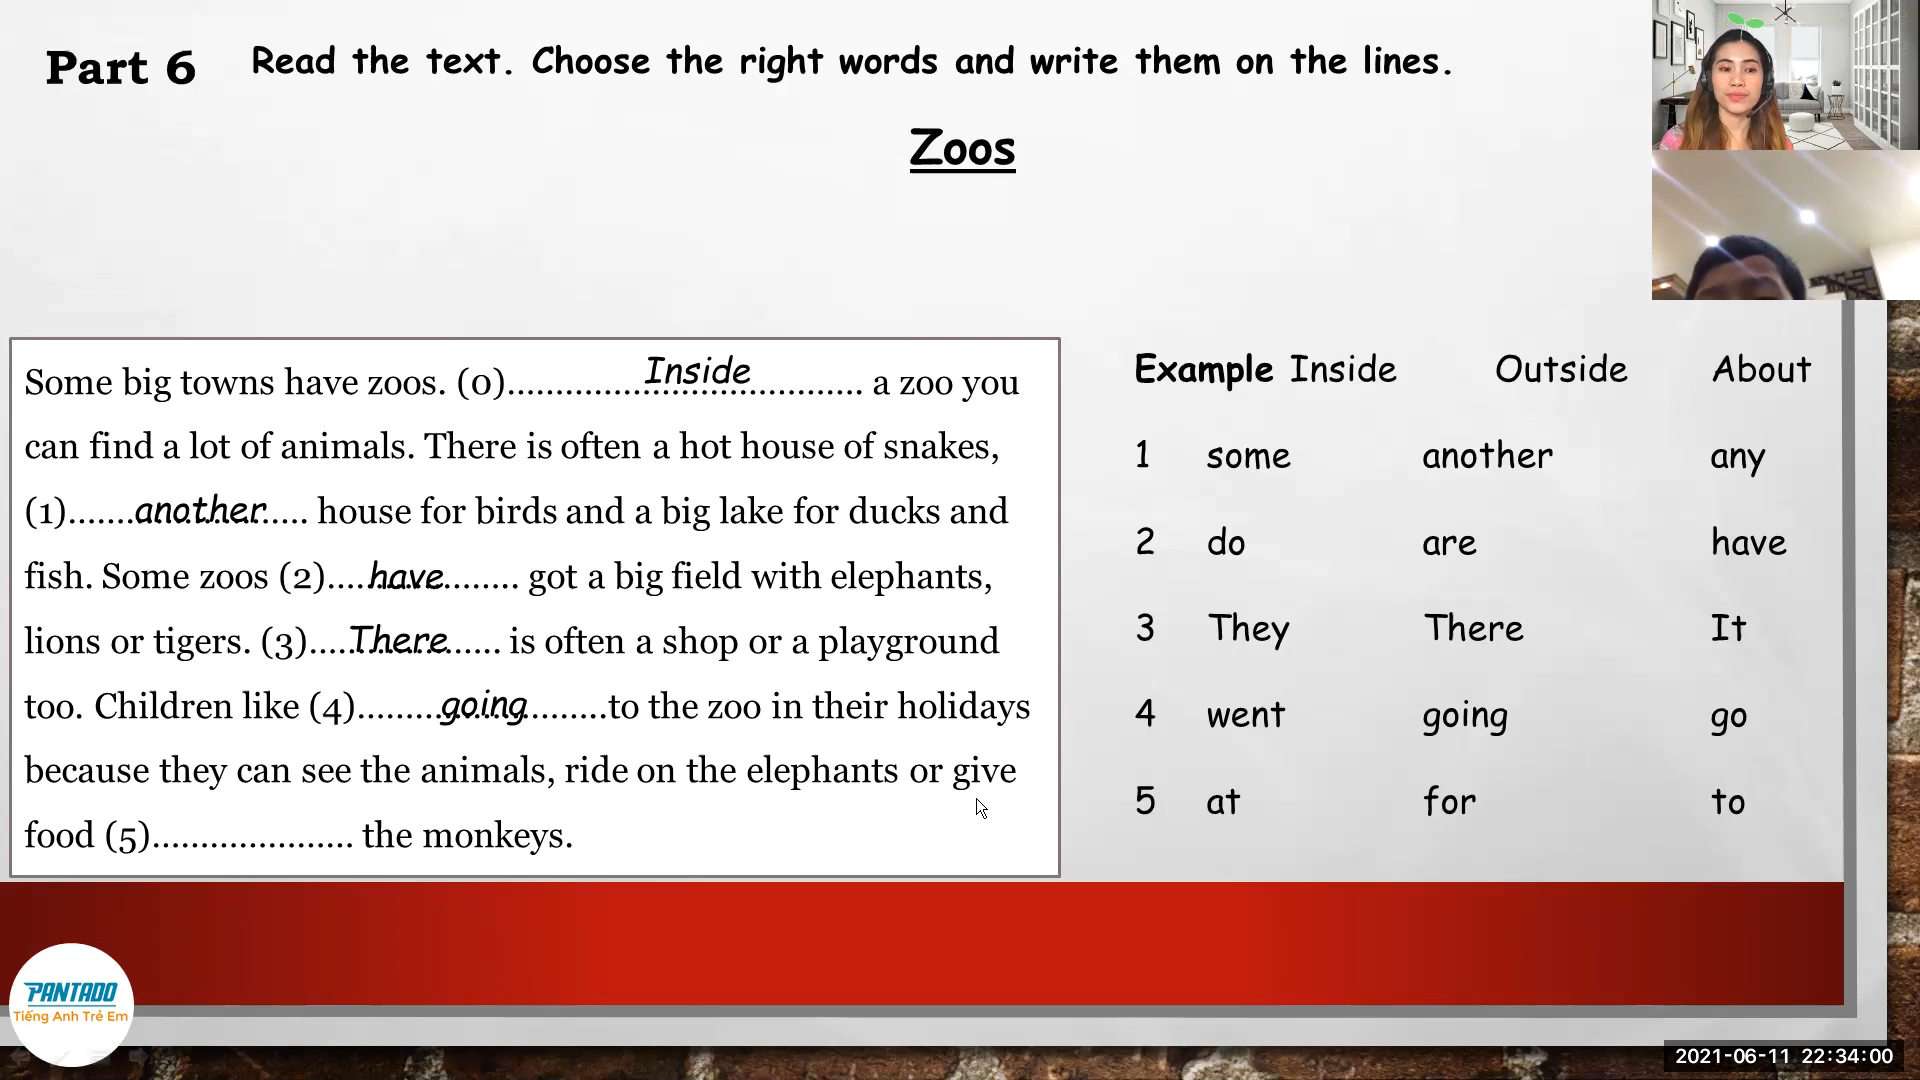 Part 6 Read the text. Choose the right words and write them on the lines.
Zoos
Some big towns have zoos. (0)..........Inside.......... a zoo you
can find a lot of animals. There is often a hot house of snakes,
(1).......another..... house for birds and a big lake for ducks and
fish. Some zoos (2)....have........ got a big field with elephants,
lions or tigers. (3)....There...... is often a shop or a playground
too. Children like (4).........going.........to the zoo in their holidays
because they can see the animals, ride on the elephants or give
food (5)..................... the monkeys.
Example Inside Outside About
1 some another any
2 do are have
3 They There It
4 went going go
5 at for to
PANTADO
Tiếng Anh Trẻ Em
2021-06-11 22:34:00